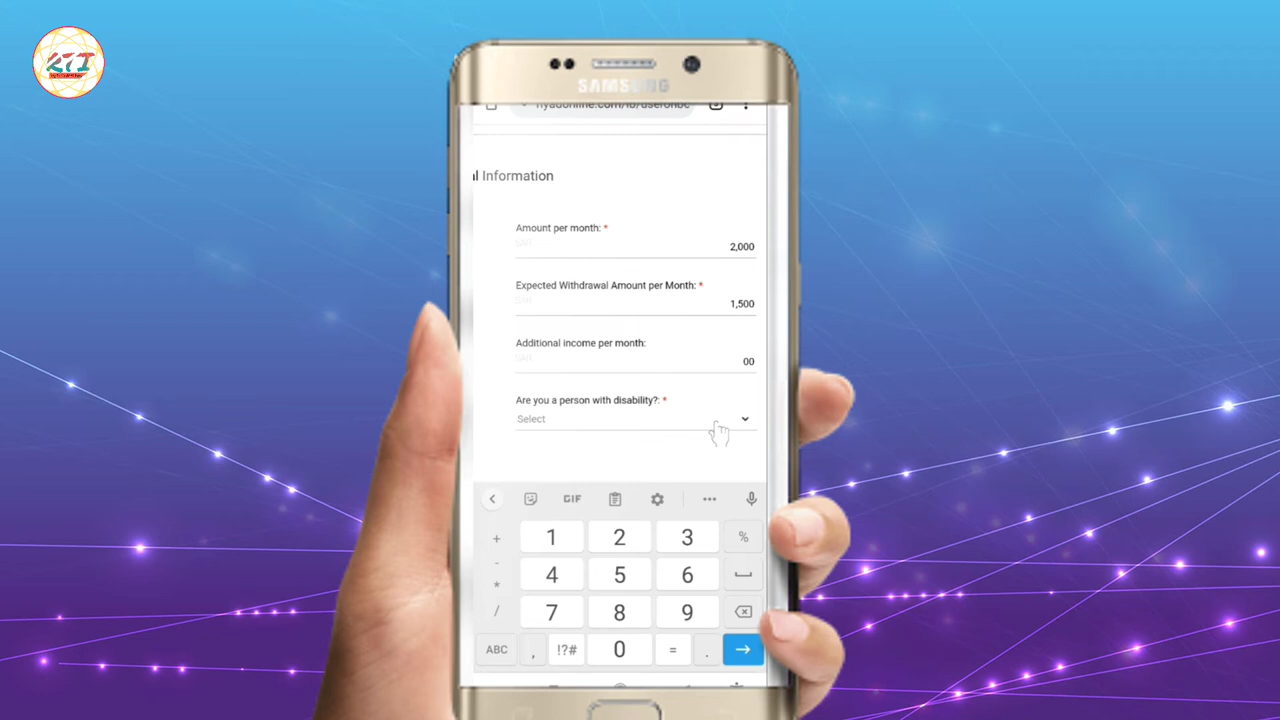 KTI
SAMSUNG
riyadonline.com/ib/useronbc
l Information
Amount per month: *
SAR
2,000
Expected Withdrawal Amount per Month: *
SAR
1,500
Additional income per month:
SAR
00
Are you a person with disability?: *
Select
GIF
+ 1 2 3 %
- 4 5 6
*
/ 7 8 9
ABC , !?# 0 = .